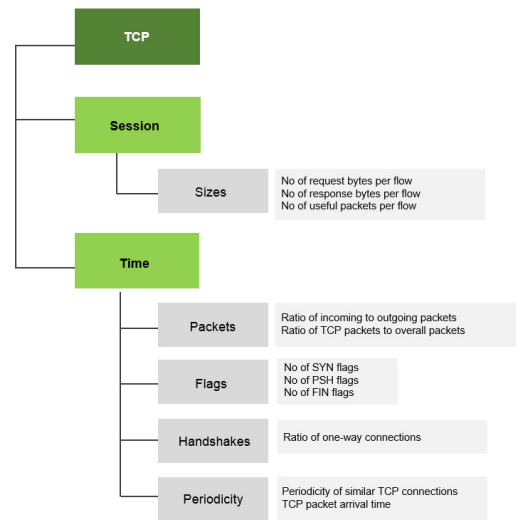 TCP
Session
Sizes
No of request bytes per flow
No of response bytes per flow
No of useful packets per flow
Time
Packets
Ratio of incoming to outgoing packets
Ratio of TCP packets to overall packets
Flags
No of SYN flags
No of PSH flags
No of FIN flags
Handshakes
Ratio of one-way connections
Periodicity
Periodicity of similar TCP connections
TCP packet arrival time